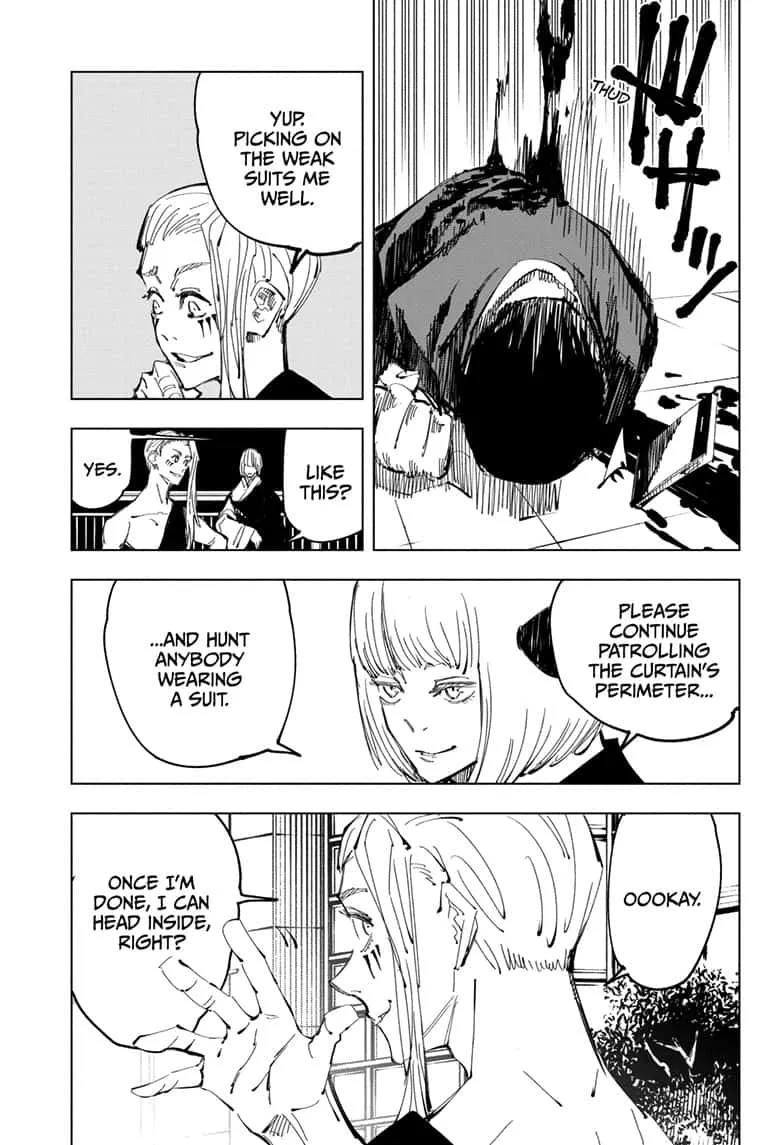 THUD
YUP.
PICKING ON
THE WEAK
SUITS ME
WELL.
LIKE
THIS?
YES.
PLEASE
CONTINUE
PATROLLING
THE CURTAIN'S
PERIMETER...
...AND HUNT
ANYBODY
WEARING
A SUIT.
OOOKAY.
ONCE I'M
DONE, I CAN
HEAD INSIDE,
RIGHT?